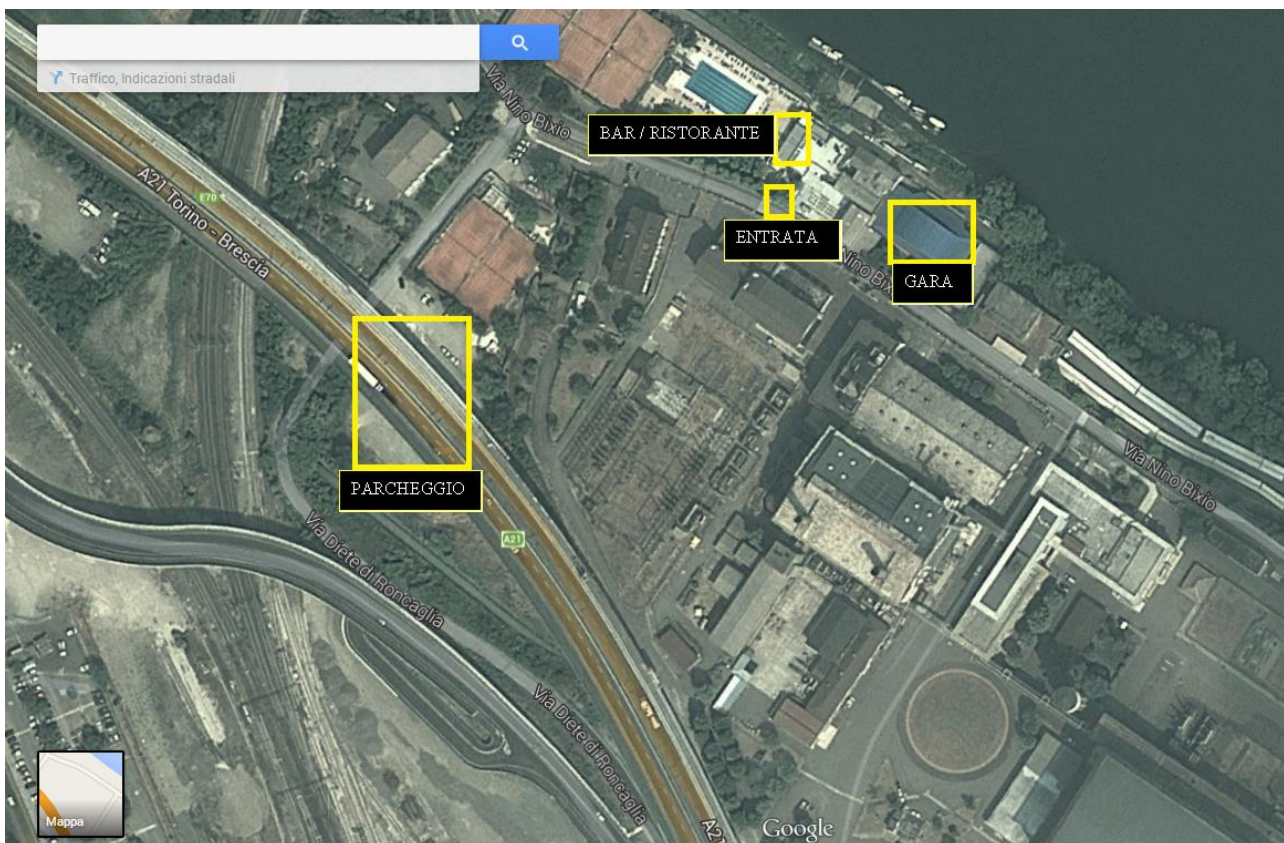 Traffico, Indicazioni stradali
Via Nino Bixio
BAR / RISTORANTE
E70
A21 Torino - Brescia
ENTRATA
Nino Bixio
GARA
Via Nino Bixio
PARCHEGGIO
A21
Via Diete di Roncaglia
Via Diete di Roncaglia
A21
Mappa
Google